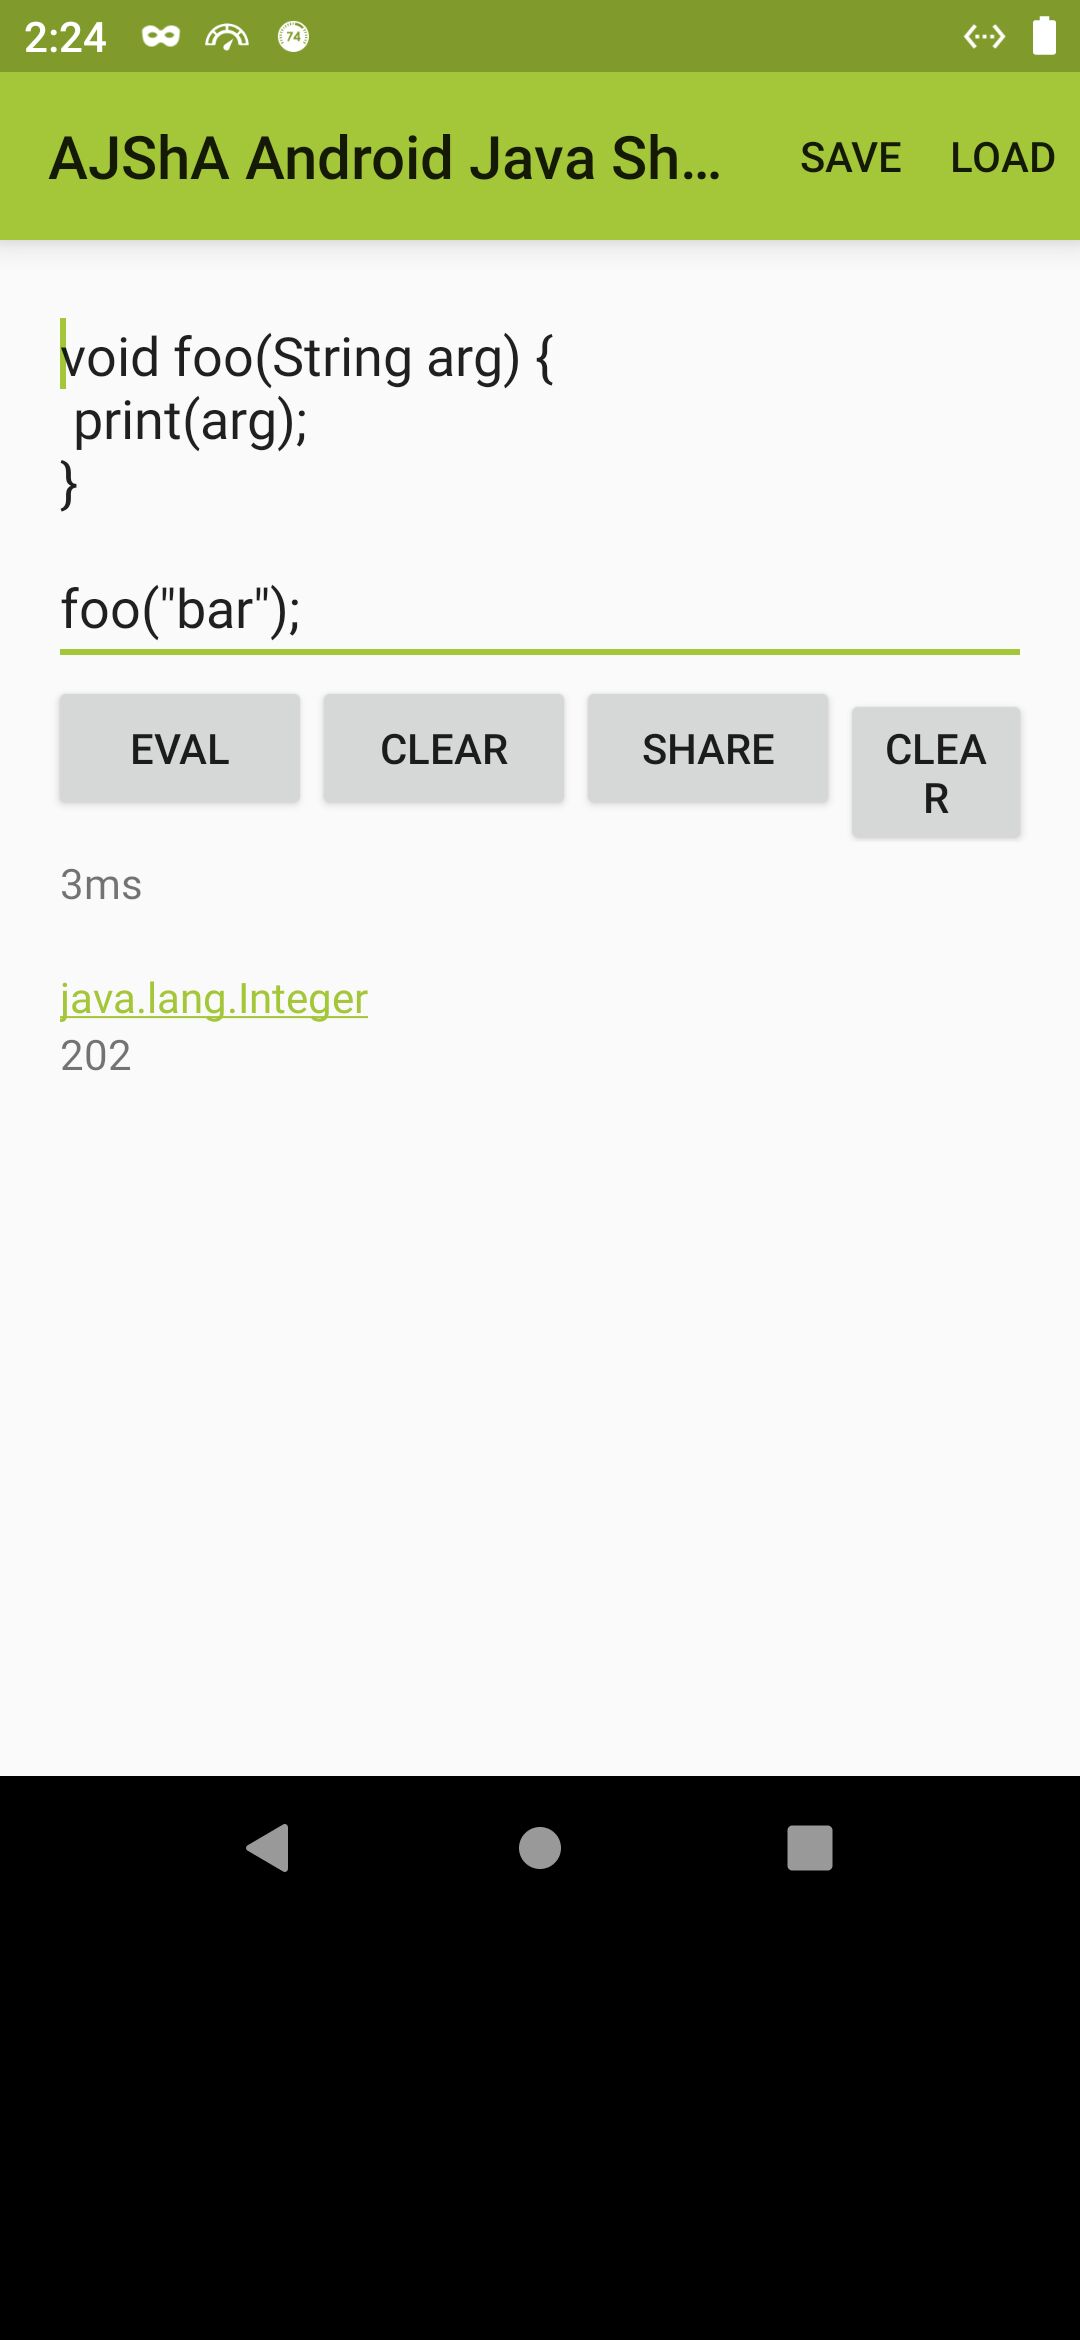 2:24
74
AJShA Android Java Sh...
SAVE
LOAD
void foo(String arg) {
print(arg);
}
foo("bar");
EVAL
CLEAR
SHARE
CLEA
R
3ms
java.lang.Integer
202